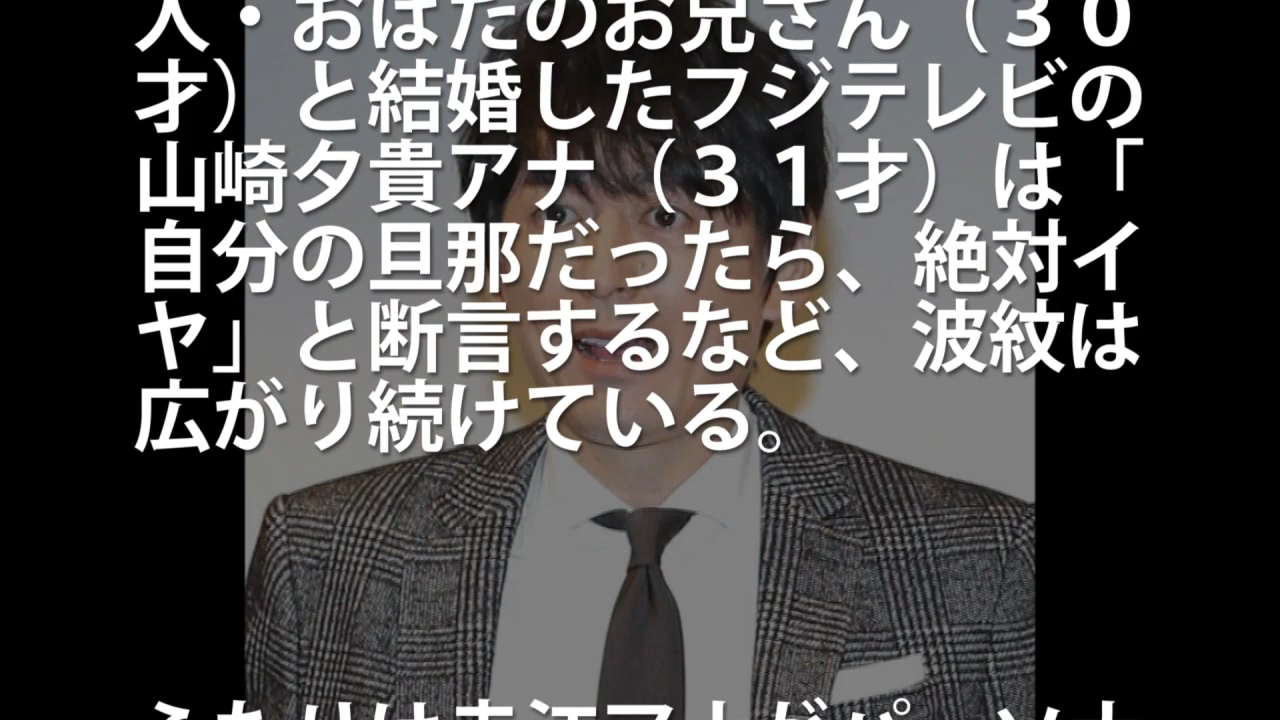 人・おばたのお兄さん（３０
才）と結婚したフジテレビの
山崎夕貴アナ（３１才）は「
自分の旦那だったら、絶対イ
ヤ」と断言するなど、波紋は
広がり続けている。